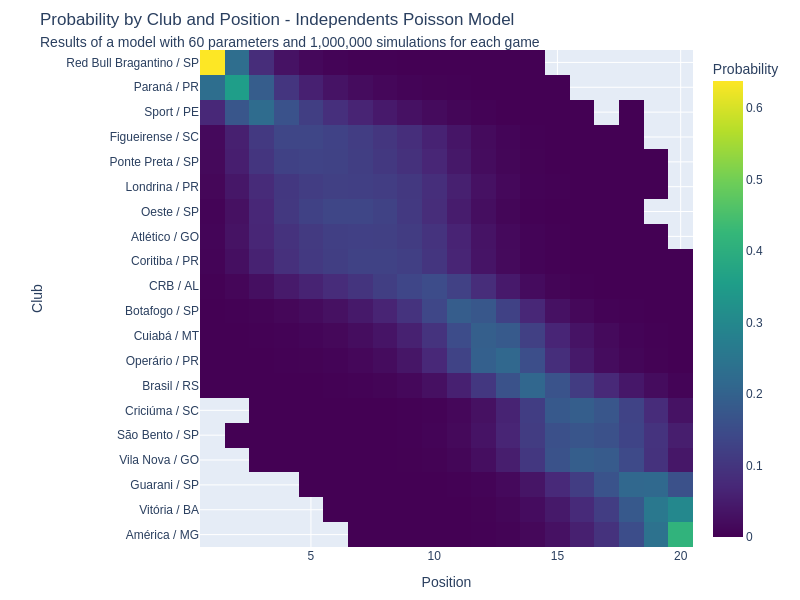 Probability by Club and Position - Independents Poisson Model
Results of a model with 60 parameters and 1,000,000 simulations for each game
Probability
Club
Red Bull Bragantino / SP
Paraná / PR
Sport / PE
Figueirense / SC
Ponte Preta / SP
Londrina / PR
Oeste / SP
Atlético / GO
Coritiba / PR
CRB / AL
Botafogo / SP
Cuiabá / MT
Operário / PR
Brasil / RS
Criciúma / SC
São Bento / SP
Vila Nova / GO
Guarani / SP
Vitória / BA
América / MG
0.6
0.5
0.4
0.3
0.2
0.1
0
5 10 15 20
Position